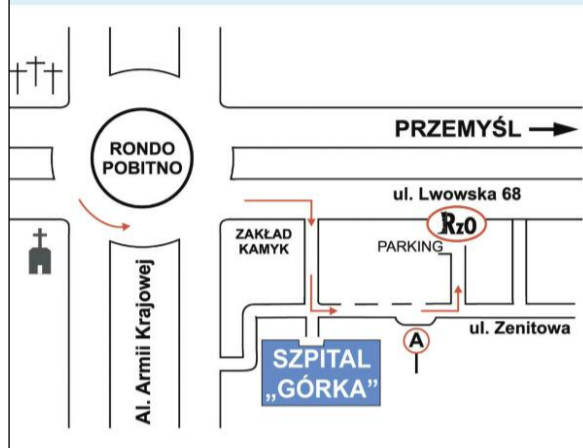 RONDO
POBITNO
PRZEMYŚL
ul. Lwowska 68
RzO
ZAKŁAD
KAMYK
PARKING
Al. Armii Krajowej
ul. Zenitowa
A
SZPITAL
„GÓRKA”